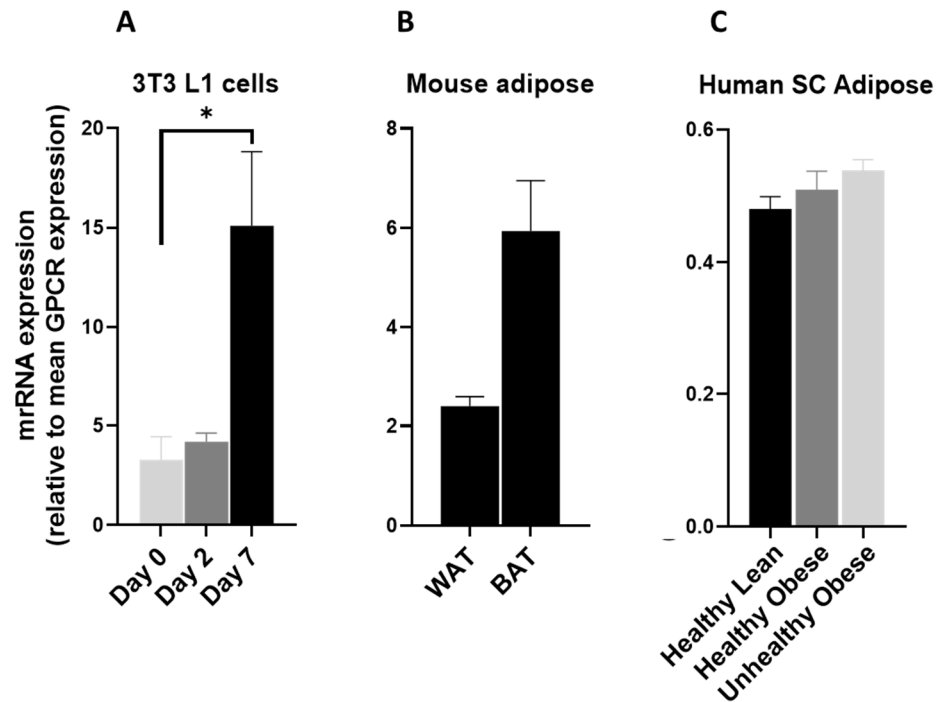 A
B
C
3T3 L1 cells
Mouse adipose
Human SC Adipose
mrRNA expression
(relative to mean GPCR expression)
*
20
15
10
5
0
Day 0
Day 2
Day 7
8
6
4
2
0
WAT
BAT
0.6
0.4
0.2
0.0
Healthy Lean
Healthy Obese
Unhealthy Obese